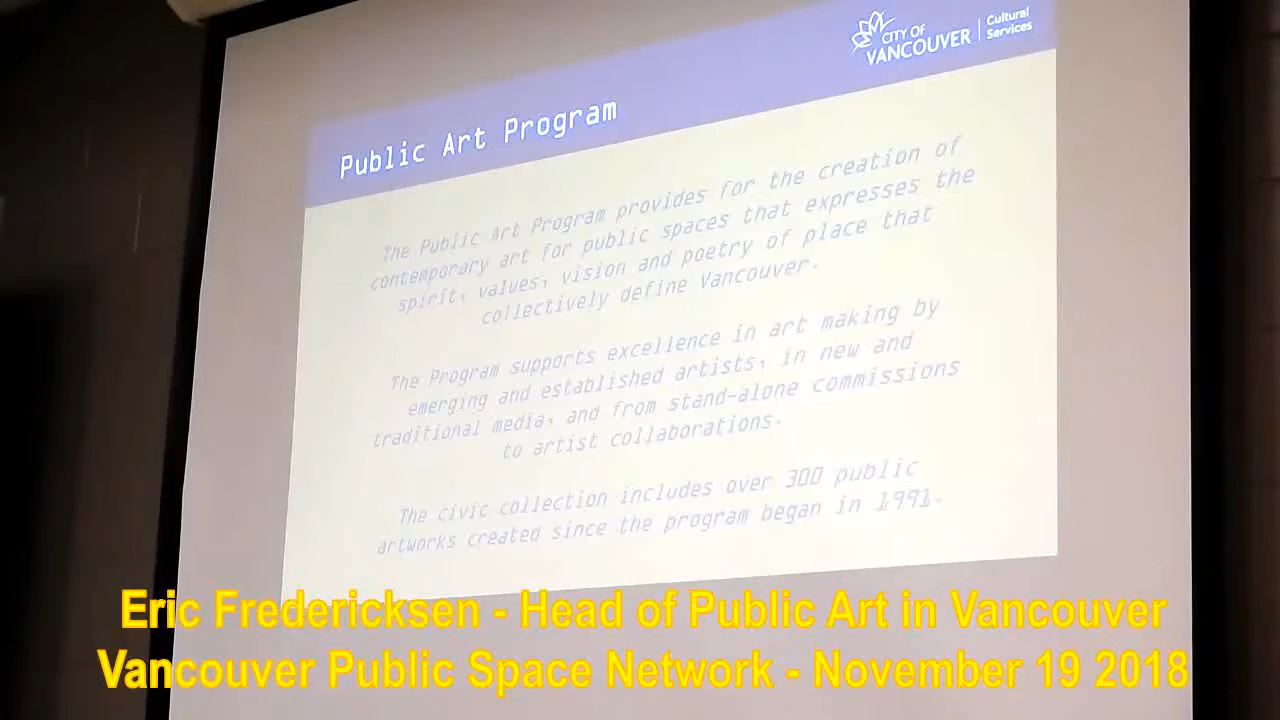 CITY OF
VANCOUVER
Cultural
Services
Public Art Program
The Public Art Program provides for the creation of
contemporary art for public spaces that expresses the
spirit, values, vision and poetry of place that
collectively define Vancouver.
The Program supports excellence in art making by
emerging and established artists, in new and
traditional media, and from stand-alone commissions
to artist collaborations.
The civic collection includes over 300 public
artworks created since the program began in 1991.
Eric Fredericksen - Head of Public Art in Vancouver
Vancouver Public Space Network - November 19 2018